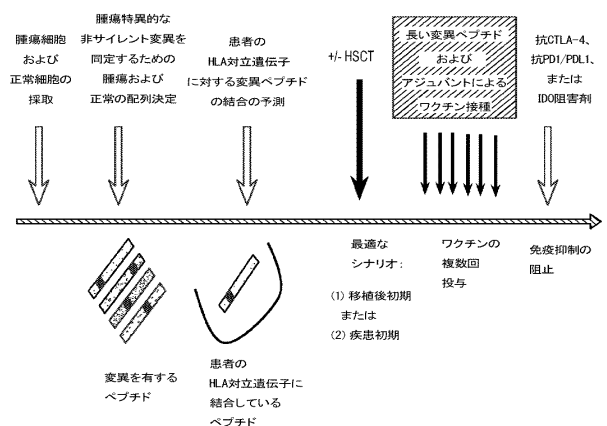 腫瘍細胞
および
正常細胞の
採取
腫瘍特異的な
非サイレント変異を
同定するための
腫瘍および
正常の配列決定
患者の
HLA対立遺伝子
に対する変異ペプチド
の結合の予測
+/- HSCT
長い変異ペプチド
および
アジュバントによる
ワクチン接種
抗CTLA-4、
抗PD1/PDL1、
または
IDO阻害剤
変異を有する
ペプチド
患者の
HLA対立遺伝子に
結合している
ペプチド
最適な
シナリオ：
(1) 移植後初期
または
(2) 疾患初期
ワクチンの
複数回
投与
免疫抑制の
阻止